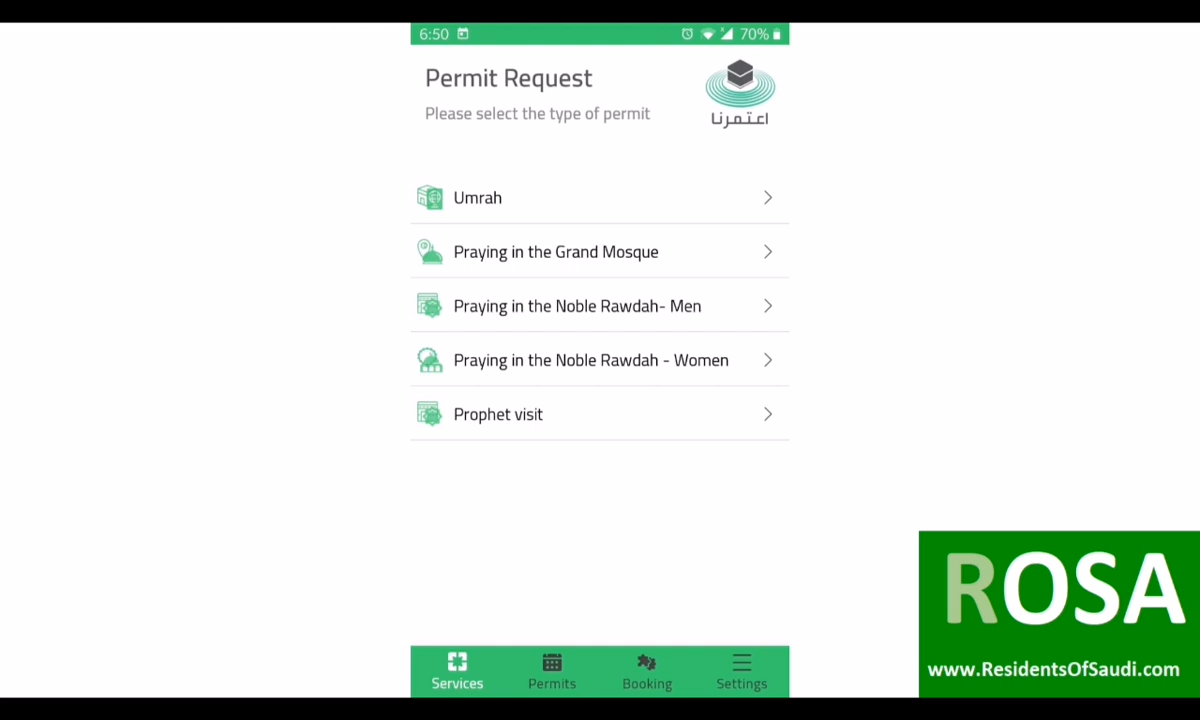 6:50 70%
Permit Request
Please select the type of permit
اعتمرنا
Umrah
Praying in the Grand Mosque
Praying in the Noble Rawdah- Men
Praying in the Noble Rawdah - Women
Prophet visit
Services Permits Booking Settings
ROSA
www.ResidentsOfSaudi.com